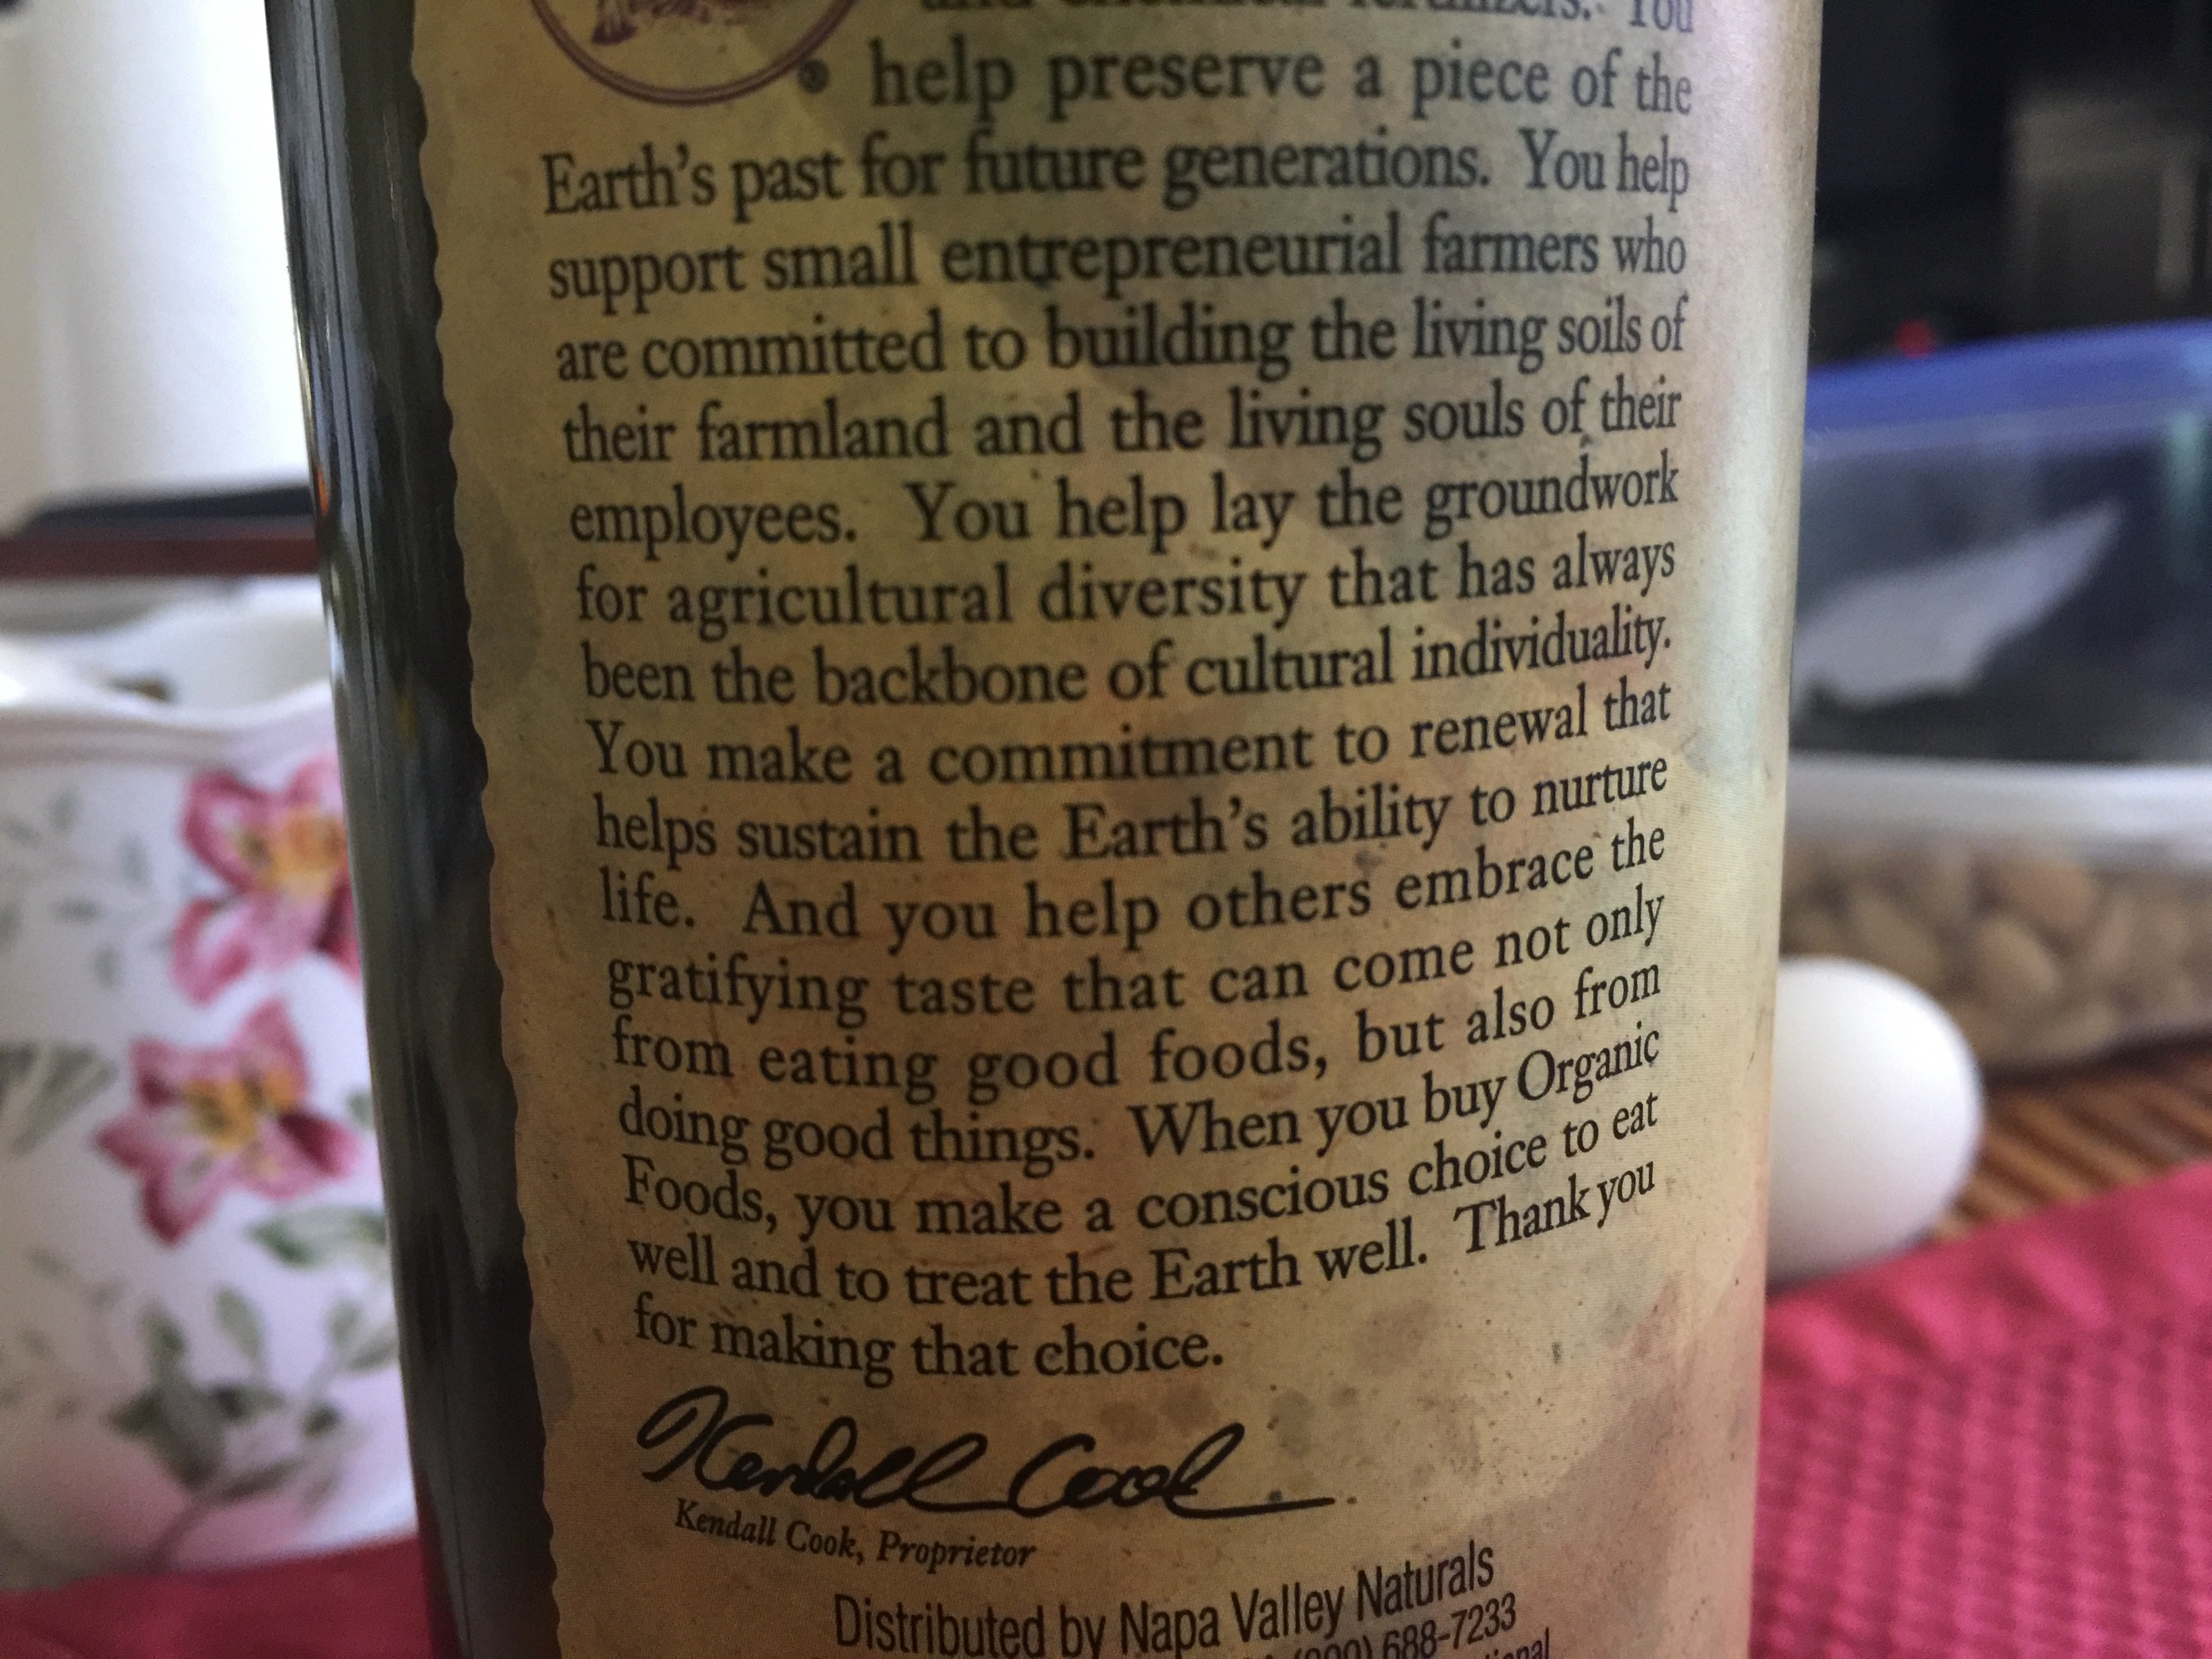 and chemical fertilizers. You
® help preserve a piece of the
Earth's past for future generations. You help
support small entrepreneurial farmers who
are committed to building the living soils of
their farmland and the living souls of their
employees. You help lay the groundwork
for agricultural diversity that has always
been the backbone of cultural individuality.
You make a commitment to renewal that
helps sustain the Earth's ability to nurture
life. And you help others embrace the
gratifying taste that can come not only
from eating good foods, but also from
doing good things. When you buy Organic
Foods, you make a conscious choice to eat
well and to treat the Earth well. Thank you
for making that choice.
Kendall Cook
Kendall Cook, Proprietor
Distributed by Napa Valley Naturals
688-7233